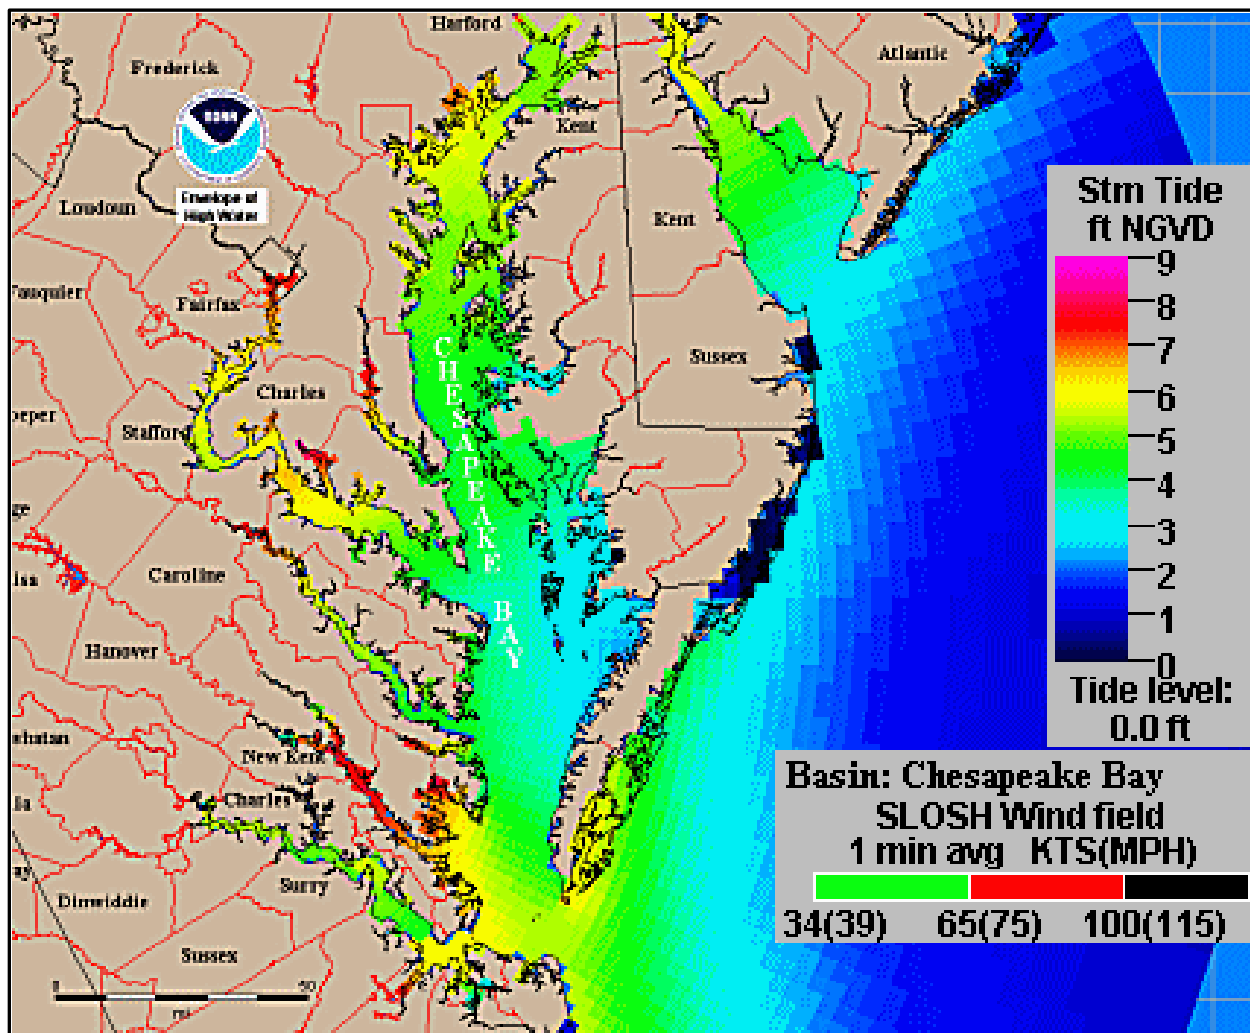 Harford
Atlantic
Frederick
Kent
Envelope of
High Water
Loudoun
Kent
Stm Tide
ft NGVD
9
8
7
6
5
4
3
2
1
0
Tide level:
0.0 ft
Fairfax
Sussex
Charles
Stafford
CHESAPEAKE
BAY
Caroline
Hanover
New Kent
Charles
Surry
Dinwiddie
Sussex
Basin: Chesapeake Bay
SLOSH Wind field
1 min avg KTS(MPH)
34(39) 65(75) 100(115)